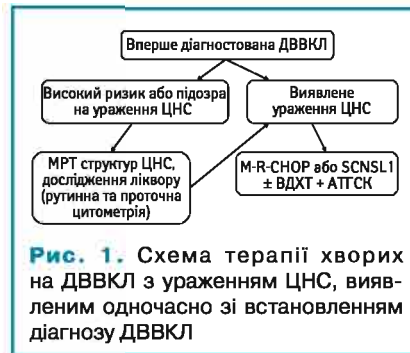 Вперше діагностована ДВВКЛ
Високий ризик або підозра
на ураження ЦНС
Виявлене
ураження ЦНС
МРТ структур ЦНС,
дослідження ліквору
(рутинна та проточна
цитометрія)
M-R-CHOP або SCNSL1
± ВДХТ + АТГСК
Рис. 1. Схема терапії хворих
на ДВВКЛ з ураженням ЦНС, вияв-
леним одночасно зі встановленням
діагнозу ДВВКЛ